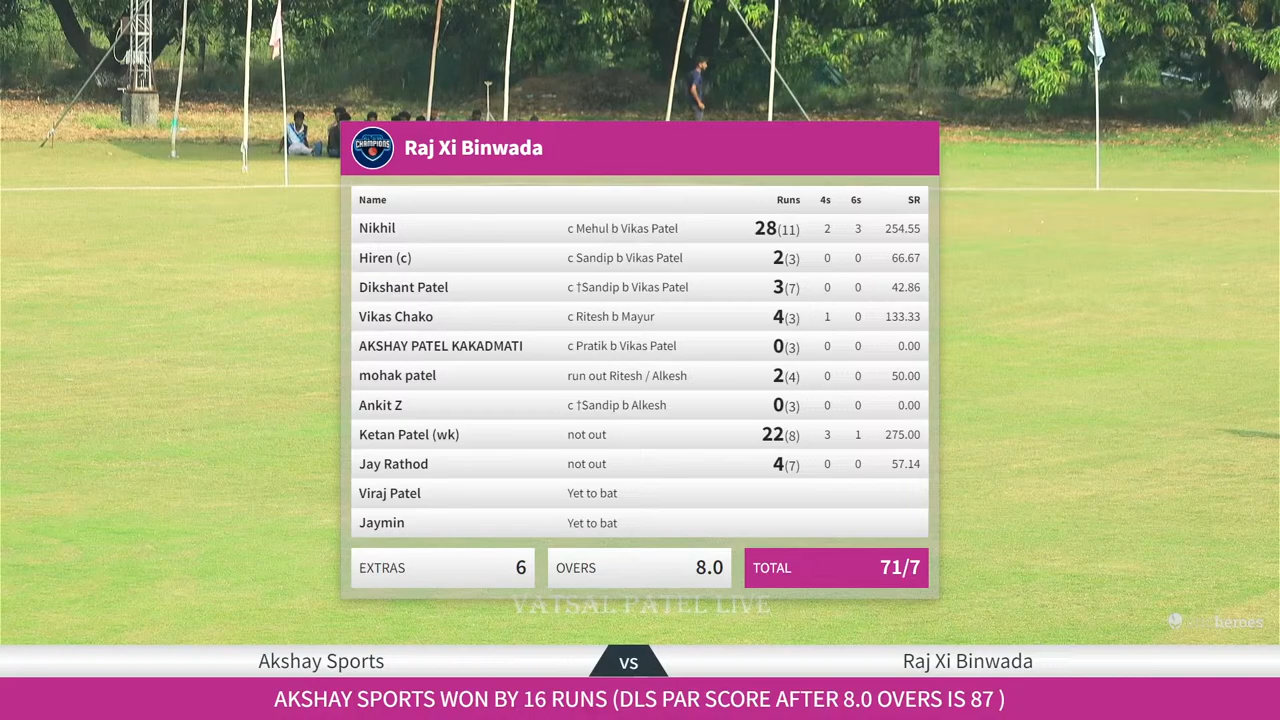 CHAMPIONS
Raj Xi Binwada
Name Runs 4s 6s SR
Nikhil c Mehul b Vikas Patel 28(11) 2 3 254.55
Hiren (c) c Sandip b Vikas Patel 2(3) 0 0 66.67
Dikshant Patel c †Sandip b Vikas Patel 3(7) 0 0 42.86
Vikas Chako c Ritesh b Mayur 4(3) 1 0 133.33
AKSHAY PATEL KAKADMATI c Pratik b Vikas Patel 0(3) 0 0 0.00
mohak patel run out Ritesh / Alkesh 2(4) 0 0 50.00
Ankit Z c †Sandip b Alkesh 0(3) 0 0 0.00
Ketan Patel (wk) not out 22(8) 3 1 275.00
Jay Rathod not out 4(7) 0 0 57.14
Viraj Patel Yet to bat
Jaymin Yet to bat
EXTRAS 6 OVERS 8.0 TOTAL 71/7
VATSAL PATEL LIVE
heroes
Akshay Sports VS Raj Xi Binwada
AKSHAY SPORTS WON BY 16 RUNS (DLS PAR SCORE AFTER 8.0 OVERS IS 87 )